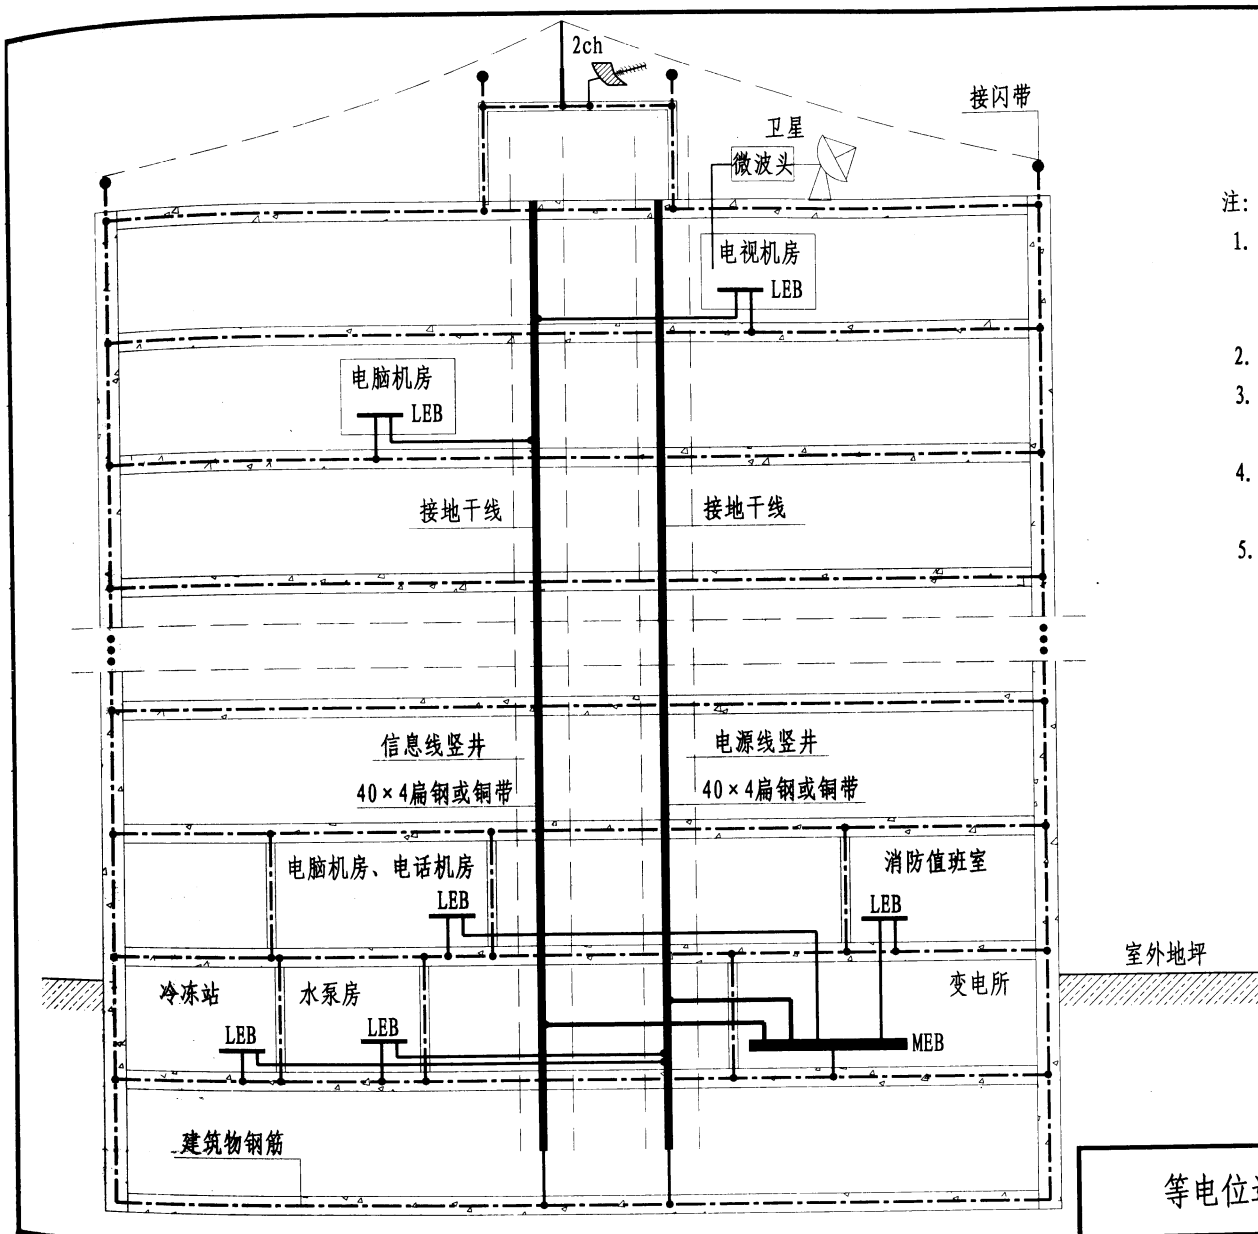 2ch
接闪带
卫星
微波头
注:
1.
电视机房
LEB
2.
电脑机房
3.
LEB
4.
接地干线
接地干线
5.
信息线竖井
电源线竖井
40×4扁钢或铜带
40×4扁钢或铜带
电脑机房、电话机房
消防值班室
LEB
LEB
室外地坪
冷冻站
水泵房
变电所
LEB
LEB
MEB
建筑物钢筋
等电位